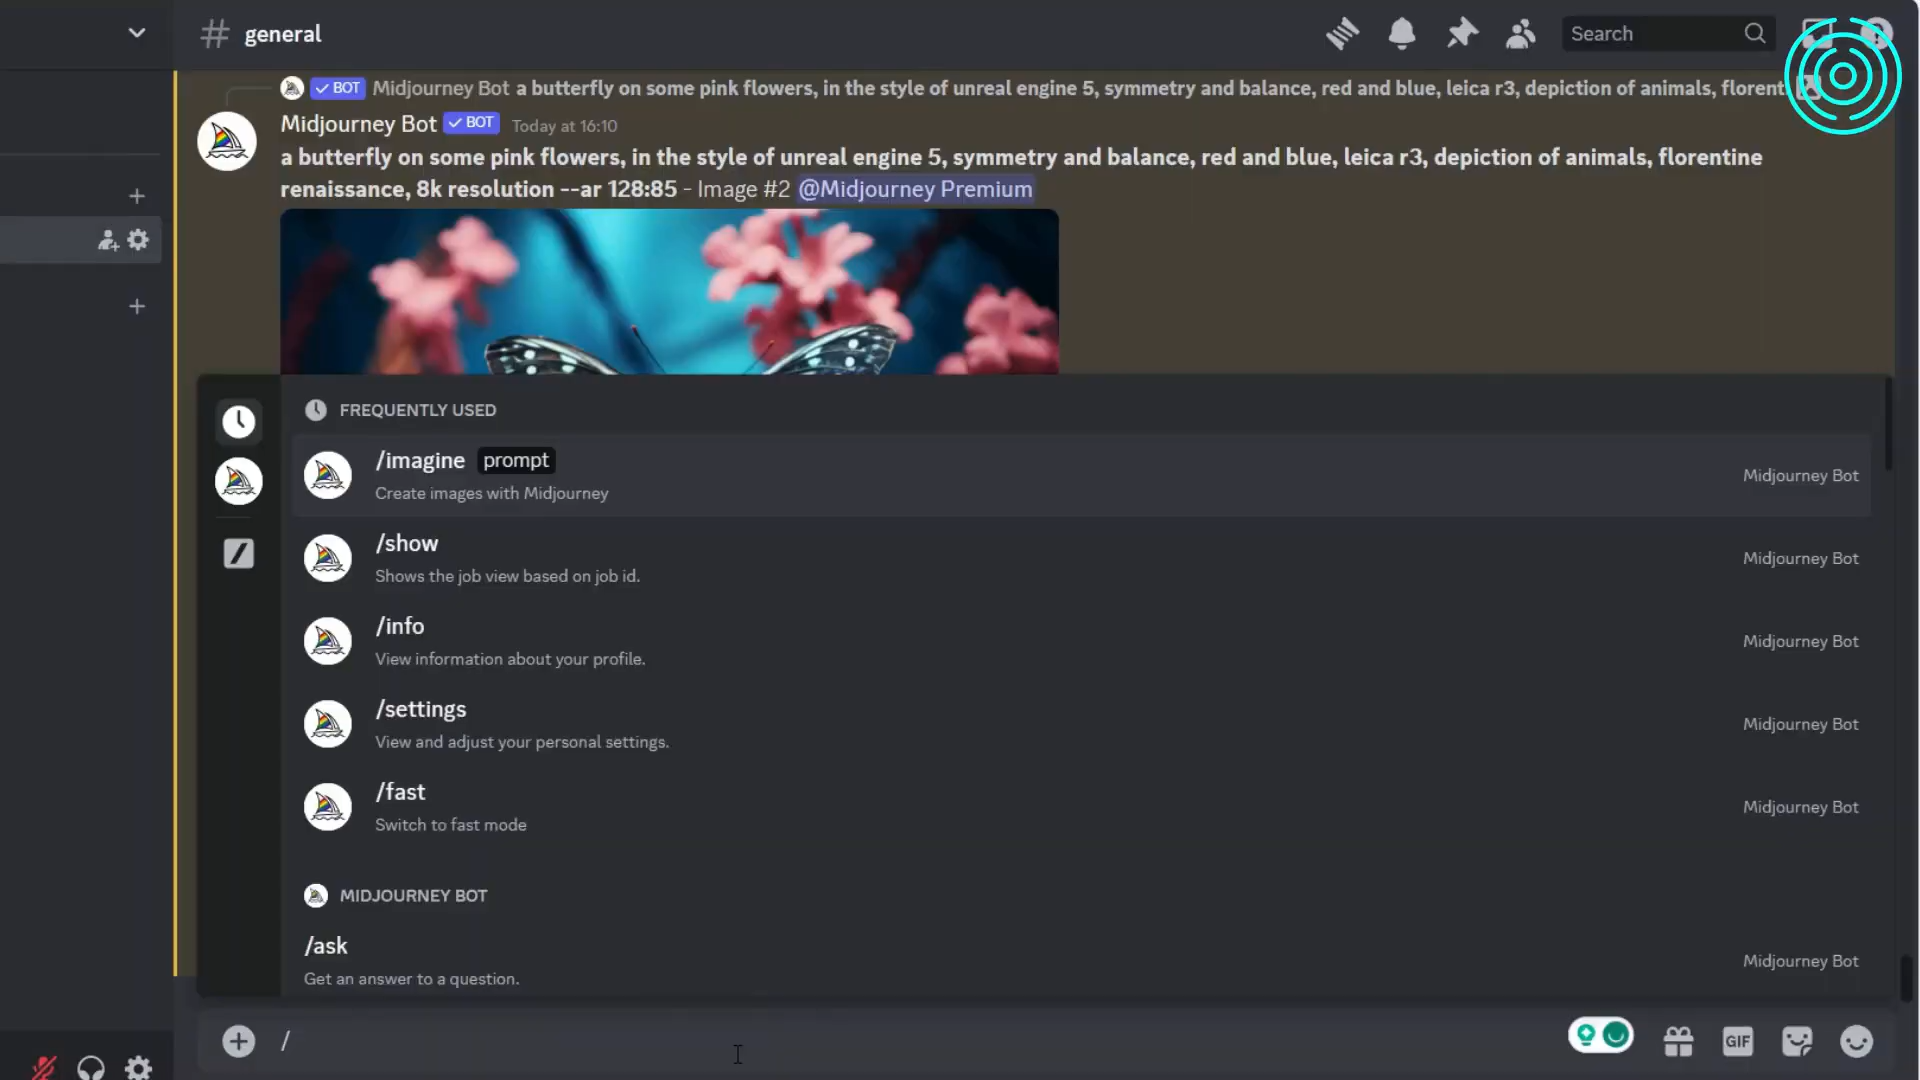 general
Search
BOT Midjourney Bot a butterfly on some pink flowers, in the style of unreal engine 5, symmetry and balance, red and blue, leica r3, depiction of animals, florent
Midjourney Bot BOT Today at 16:10
a butterfly on some pink flowers, in the style of unreal engine 5, symmetry and balance, red and blue, leica r3, depiction of animals, florentine
renaissance, 8k resolution --ar 128:85 - Image #2 @Midjourney Premium
FREQUENTLY USED
/imagine prompt
Create images with Midjourney
Midjourney Bot
/show
Shows the job view based on job id.
Midjourney Bot
/info
View information about your profile.
Midjourney Bot
/settings
View and adjust your personal settings.
Midjourney Bot
/fast
Switch to fast mode
Midjourney Bot
MIDJOURNEY BOT
/ask
Get an answer to a question.
Midjourney Bot
/
GIF